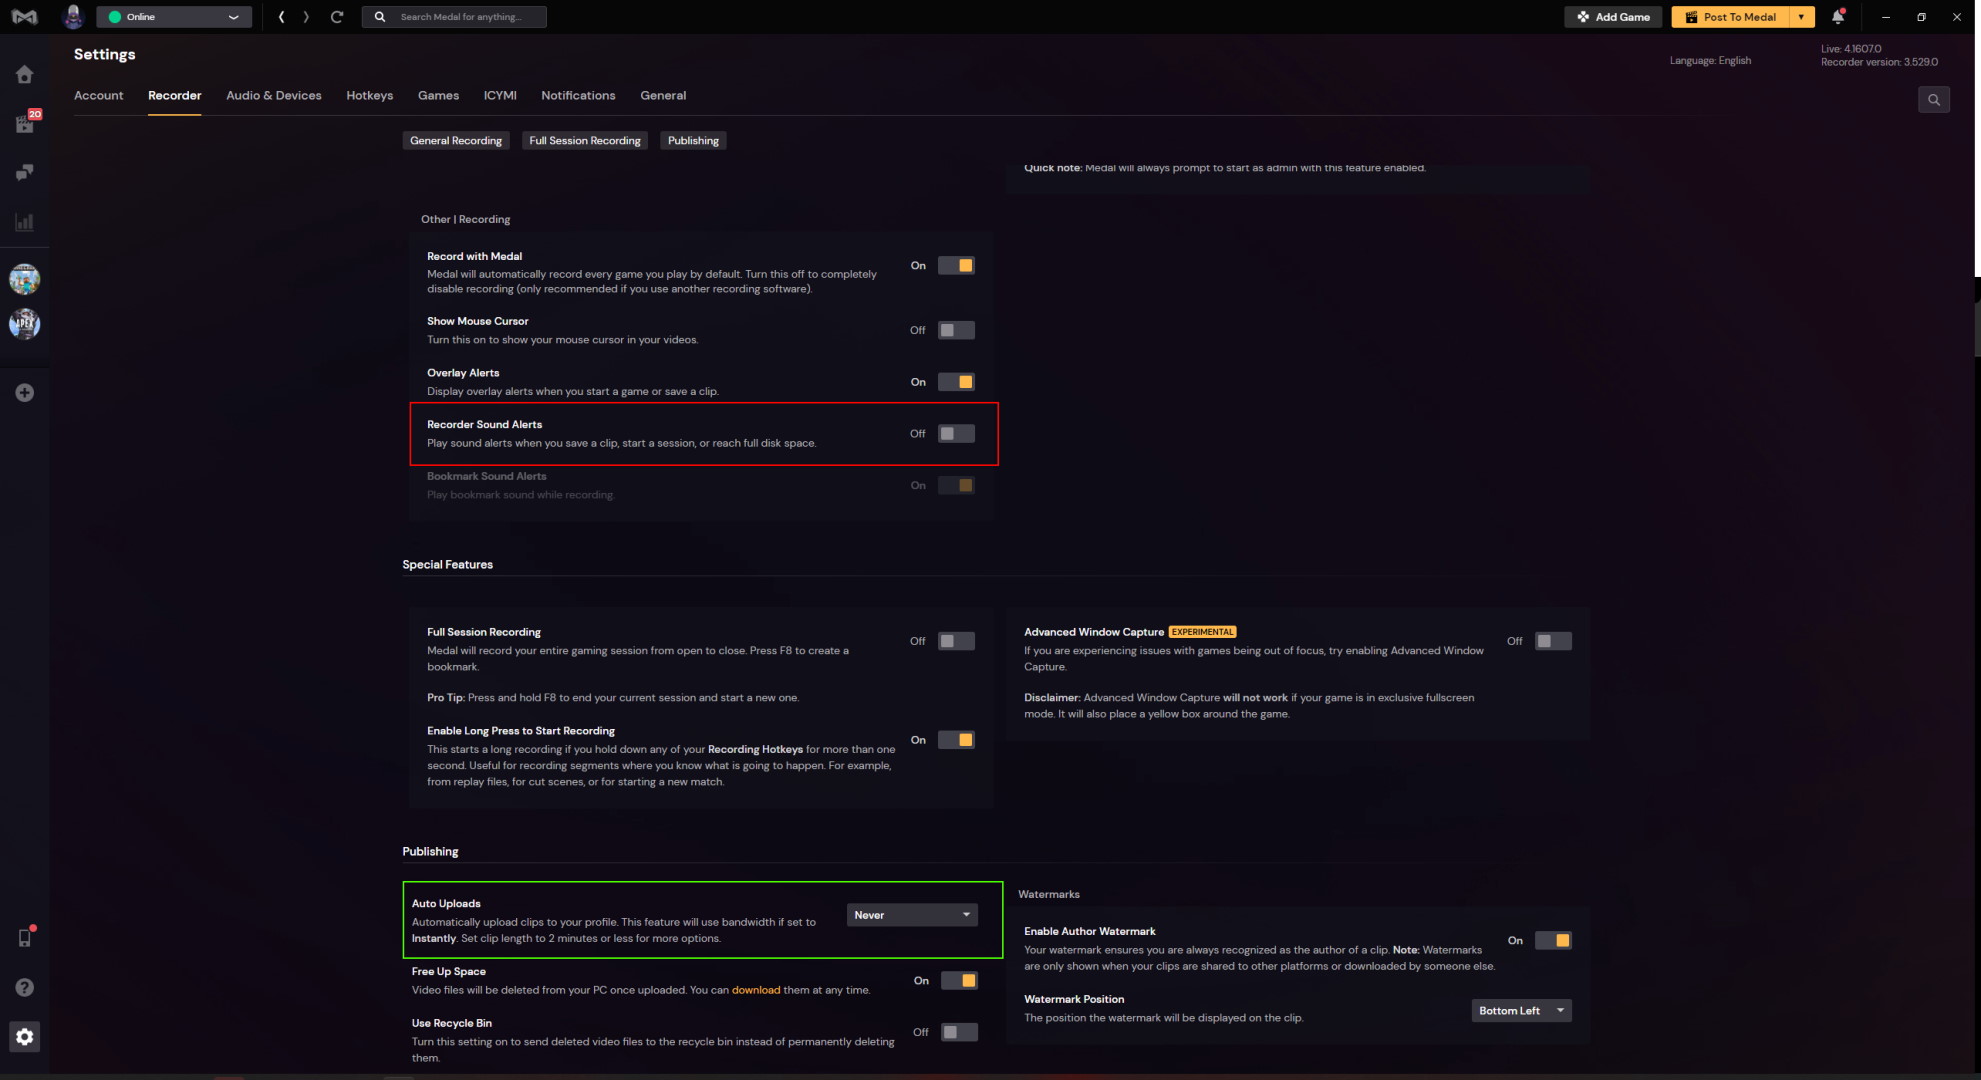 Online
Search Medal for anything...
Add Game
Post To Medal
Settings
Language: English
Live: 4.1607.0
Recorder version: 3.529.0
Account
Recorder
Audio & Devices
Hotkeys
Games
ICYMI
Notifications
General
20
General Recording
Full Session Recording
Publishing
Quick note: Medal will always prompt to start as admin with this feature enabled.
Other | Recording
Record with Medal
Medal will automatically record every game you play by default. Turn this off to completely
disable recording (only recommended if you use another recording software).
On
Show Mouse Cursor
Turn this on to show your mouse cursor in your videos.
Off
APEX
Overlay Alerts
Display overlay alerts when you start a game or save a clip.
On
Recorder Sound Alerts
Play sound alerts when you save a clip, start a session, or reach full disk space.
Off
Bookmark Sound Alerts
Play bookmark sound while recording.
On
Special Features
Full Session Recording
Medal will record your entire gaming session from open to close. Press F8 to create a
bookmark.
Off
Pro Tip: Press and hold F8 to end your current session and start a new one.
Enable Long Press to Start Recording
This starts a long recording if you hold down any of your Recording Hotkeys for more than one
second. Useful for recording segments where you know what is going to happen. For example,
from replay files, for cut scenes, or for starting a new match.
On
Advanced Window Capture EXPERIMENTAL
If you are experiencing issues with games being out of focus, try enabling Advanced Window
Capture.
Off
Disclaimer: Advanced Window Capture will not work if your game is in exclusive fullscreen
mode. It will also place a yellow box around the game.
Publishing
Auto Uploads
Automatically upload clips to your profile. This feature will use bandwidth if set to
Instantly. Set clip length to 2 minutes or less for more options.
Never
Free Up Space
Video files will be deleted from your PC once uploaded. You can download them at any time.
On
Use Recycle Bin
Turn this setting on to send deleted video files to the recycle bin instead of permanently deleting
them.
Off
Watermarks
Enable Author Watermark
Your watermark ensures you are always recognized as the author of a clip. Note: Watermarks
are only shown when your clips are shared to other platforms or downloaded by someone else.
On
Watermark Position
The position the watermark will be displayed on the clip.
Bottom Left